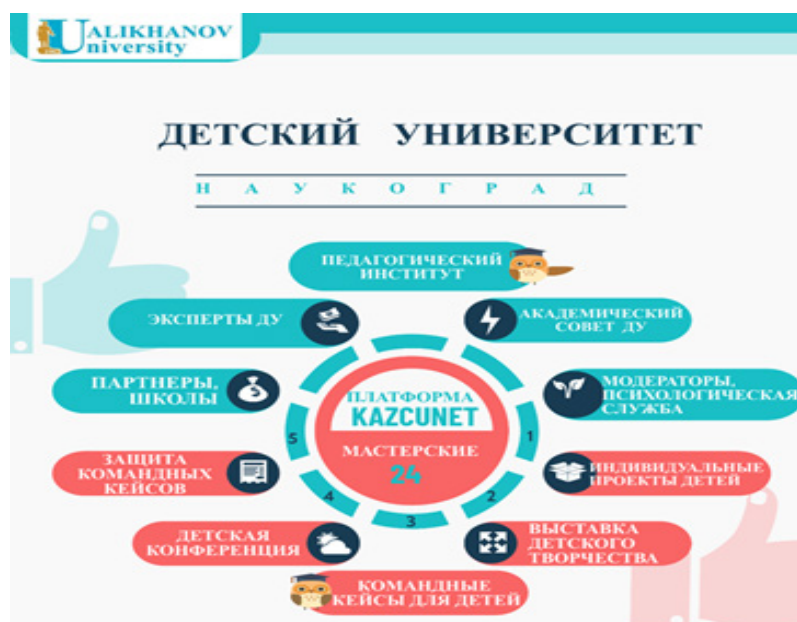 UALIKHANOV
University
ДЕТСКИЙ УНИВЕРСИТЕТ
НАУКОГРАД
ПЕДАГОГИЧЕСКИЙ
ИНСТИТУТ
ЭКСПЕРТЫ ДУ
АКАДЕМИЧЕСКИЙ
СОВЕТ ДУ
ПАРТНЕРЫ,
ШКОЛЫ
МОДЕРАТОРЫ,
ПСИХОЛОГИЧЕСКАЯ
СЛУЖБА
ПЛАТФОРМА
KAZCUNET
МАСТЕРСКИЕ
24
5
1
4
2
3
ЗАЩИТА
КОМАНДНЫХ
КЕЙСОВ
ИНДИВИДУАЛЬНЫЕ
ПРОЕКТЫ ДЕТЕЙ
ДЕТСКАЯ
КОНФЕРЕНЦИЯ
ВЫСТАВКА
ДЕТСКОГО
ТВОРЧЕСТВА
КОМАНДНЫЕ
КЕЙСЫ ДЛЯ ДЕТЕЙ